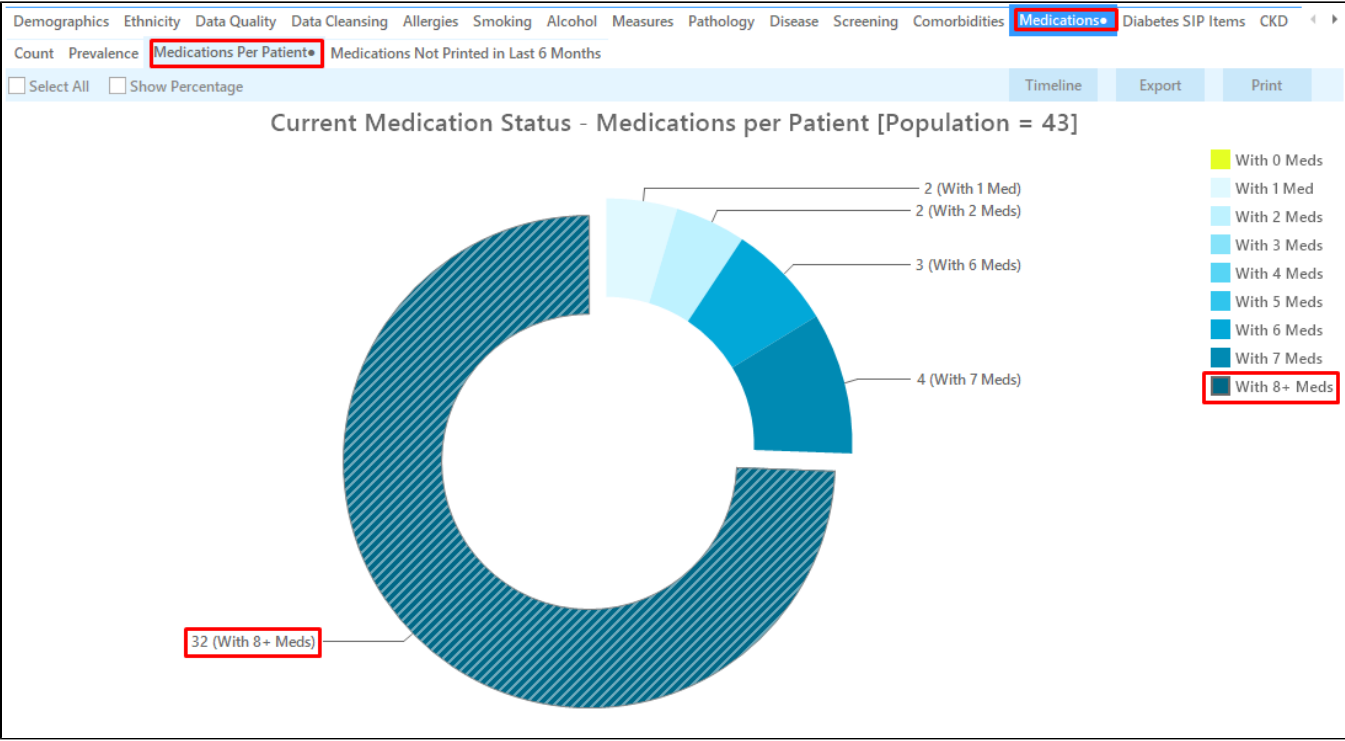 Demographics Ethnicity Data Quality Data Cleansing Allergies Smoking Alcohol Measures Pathology Disease Screening Comorbidities Medications● Diabetes SIP Items CKD
Count Prevalence Medications Per Patient● Medications Not Printed in Last 6 Months
Select All Show Percentage Timeline Export Print
Current Medication Status - Medications per Patient [Population = 43]
2 (With 1 Med)
2 (With 2 Meds)
3 (With 6 Meds)
4 (With 7 Meds)
32 (With 8+ Meds)
With 0 Meds
With 1 Med
With 2 Meds
With 3 Meds
With 4 Meds
With 5 Meds
With 6 Meds
With 7 Meds
With 8+ Meds